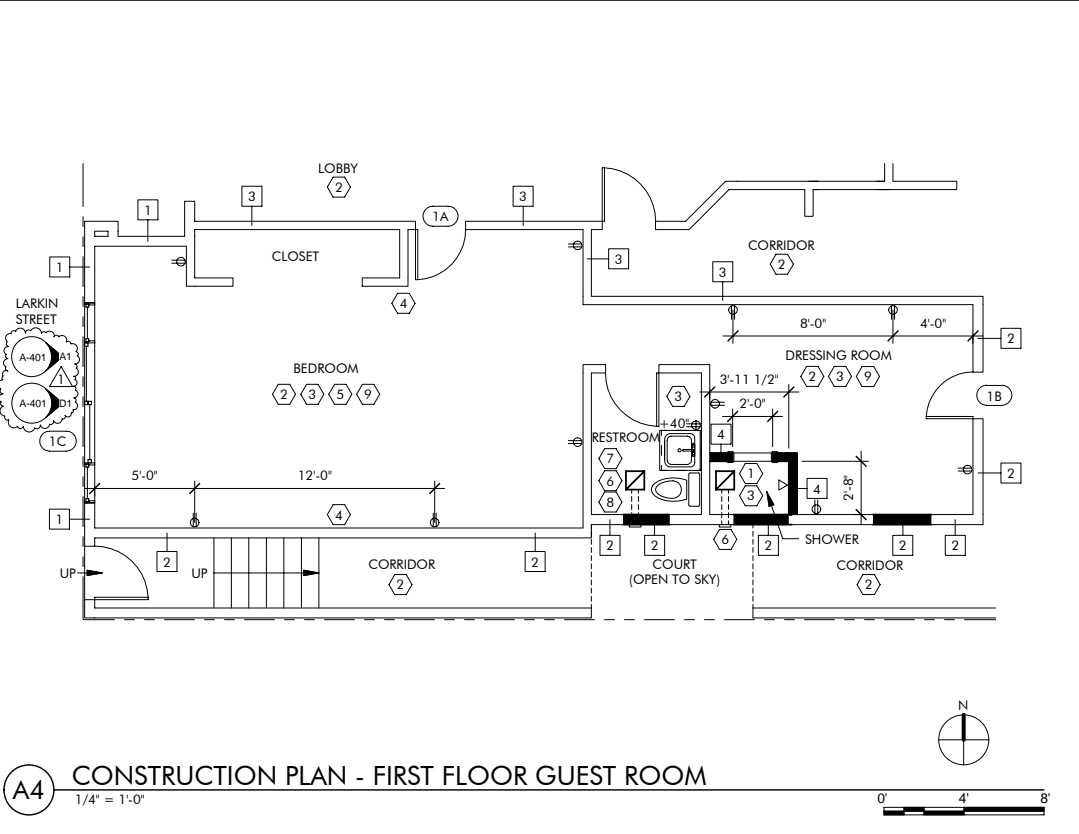 LOBBY
2
3
3
1
1A
CORRIDOR
2
CLOSET
3
1
3
4
LARKIN
STREET
8'-0"
4'-0"
2
A-401
A1
1
A-401
D1
1C
BEDROOM
2 3 5 9
DRESSING ROOM
2 3 9
3'-11 1/2"
3
2'-0"
1B
+40"
RESTROOM
4
7
6
8
1
3
5'-0"
12'-0"
4
2'-8"
2
4
1
2
2
2
2
6
2
2
2
SHOWER
UP
UP
CORRIDOR
2
COURT
(OPEN TO SKY)
CORRIDOR
2
N
A4
CONSTRUCTION PLAN - FIRST FLOOR GUEST ROOM
1/4" = 1'-0"
0' 4' 8'